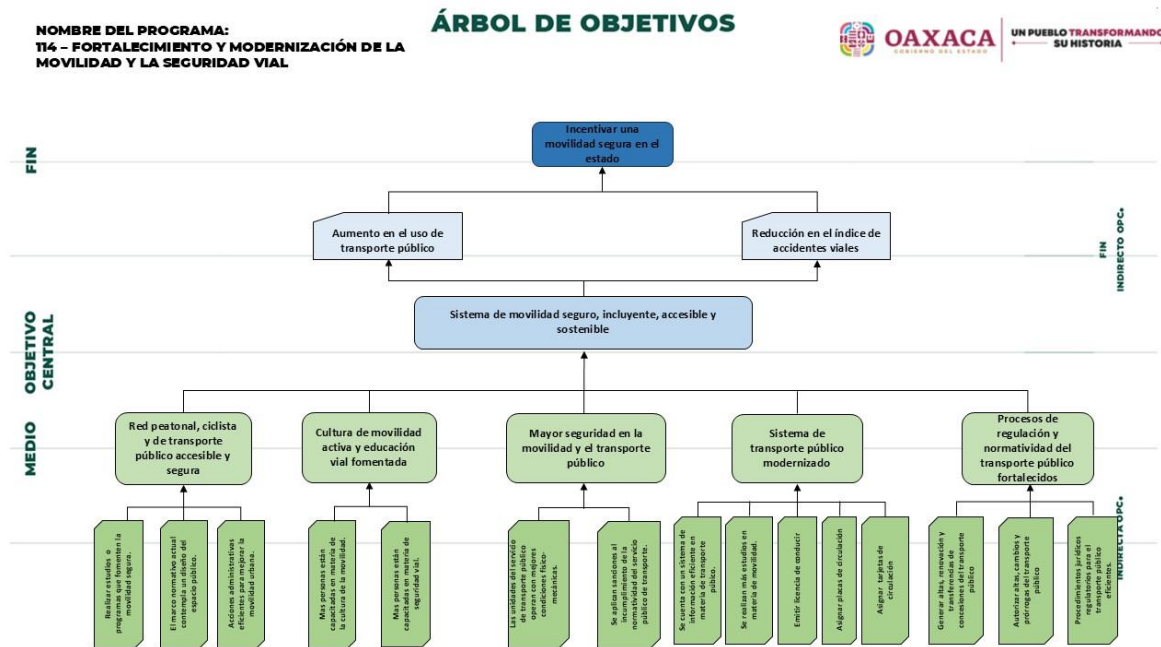 ÁRBOL DE OBJETIVOS
NOMBRE DEL PROGRAMA:
114 – FORTALECIMIENTO Y MODERNIZACIÓN DE LA
MOVILIDAD Y LA SEGURIDAD VIAL
OAXACA
GOBIERNO DEL ESTADO
UN PUEBLO TRANSFORMANDO
SU HISTORIA
FIN
Incentivar una
movilidad segura en el
estado
Aumento en el uso de
transporte público
Reducción en el índice de
accidentes viales
FIN
INDIRECTO OPC.
OBJETIVO
CENTRAL
Sistema de movilidad seguro, incluyente, accesible y
sostenible
MEDIO
Red peatonal, ciclista
y de transporte
público accesible y
segura
Cultura de movilidad
activa y educación
vial fomentada
Mayor seguridad en la
movilidad y el transporte
público
Sistema de
transporte público
modernizado
Procesos de
regulación y
normatividad del
transporte público
fortalecidos
Realizar estudios o
programas que fomenten la
movilidad segura.
El marco normativo actual
contempla un diseño del
espacio público.
Acciones administrativas
eficientes para mejorar la
movilidad urbana.
Mas personas están
capacitadas en materia de
la cultura de la movilidad.
Mas personas están
capacitadas en materia de
seguridad vial.
Las unidades del servicio
de transporte público
operan con mejores
condiciones físico-
mecánicas.
Se aplican sanciones al
incumplimiento de la
normatividad del servicio
público de transporte.
Se cuenta con un sistema de
información eficiente en
materia de transporte
púbico.
Se realizan más estudios en
materia de movilidad.
Emitir licencia de conducir
Asignar placas de circulación
Asignar tarjetas de
circulación
Generar altas, renovación y
transferendas de
concesiones del transporte
público
Autorizar altas, cambios y
prórrogas del transporte
público
Procedimientos jurídicos
regulatorios para el
transporte público
eficientes.
INDIRECTA OPC.